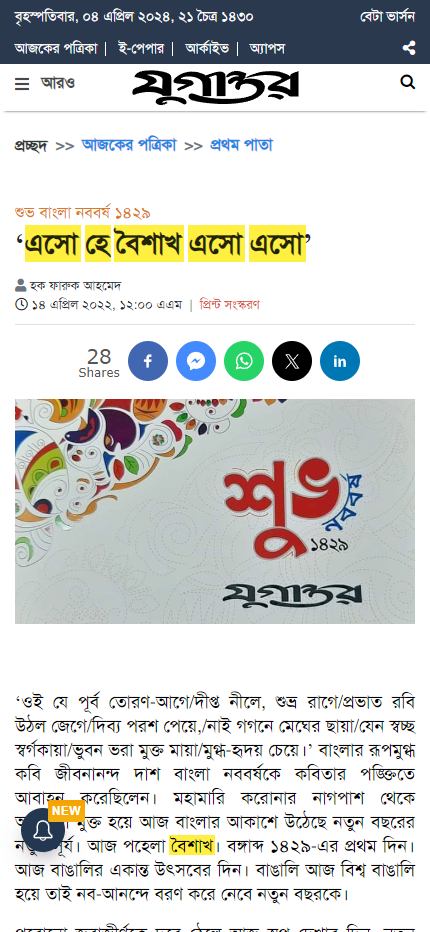 বৃহস্পতিবার, ০৪ এপ্রিল ২০২৪, ২১ চৈত্র ১৪৩০ বেটা ভার্সন
আজকের পত্রিকা | ই-পেপার | আর্কাইভ | অ্যাপস
আরও যুগান্তর
প্রচ্ছদ >> আজকের পত্রিকা >> প্রথম পাতা
শুভ বাংলা নববর্ষ ১৪২৯
‘এসো হে বৈশাখ এসো এসো’
হক ফারুক আহমেদ
১৪ এপ্রিল ২০২২, ১২:০০ এএম | প্রিন্ট সংস্করণ
28
Shares
শুভ
নববর্ষ
১৪২৯
যুগান্তর
‘ওই যে পূর্ব তোরণ-আগে/দীপ্ত নীলে, শুভ্র রাগে/প্রভাত রবি
উঠল জেগে/দিব্য পরশ পেয়ে,/নাই গগনে মেঘের ছায়া/যেন স্বচ্ছ
স্বর্গকায়া/ভুবন ভরা মুক্ত মায়া/মুগ্ধ-হৃদয় চেয়ে।’ বাংলার রূপমুগ্ধ
কবি জীবনানন্দ দাশ বাংলা নববর্ষকে কবিতার পঙ্ক্তিতে
আবাহন করেছিলেন। মহামারি করোনার নাগপাশ থেকে
NEW
মুক্ত হয়ে আজ বাংলার আকাশে উঠেছে নতুন বছরের
সূর্য। আজ পহেলা বৈশাখ। বঙ্গাব্দ ১৪২৯-এর প্রথম দিন।
আজ বাঙালির একান্ত উৎসবের দিন। বাঙালি আজ বিশ্ব বাঙালি
হয়ে তাই নব-আনন্দে বরণ করে নেবে নতুন বছরকে।